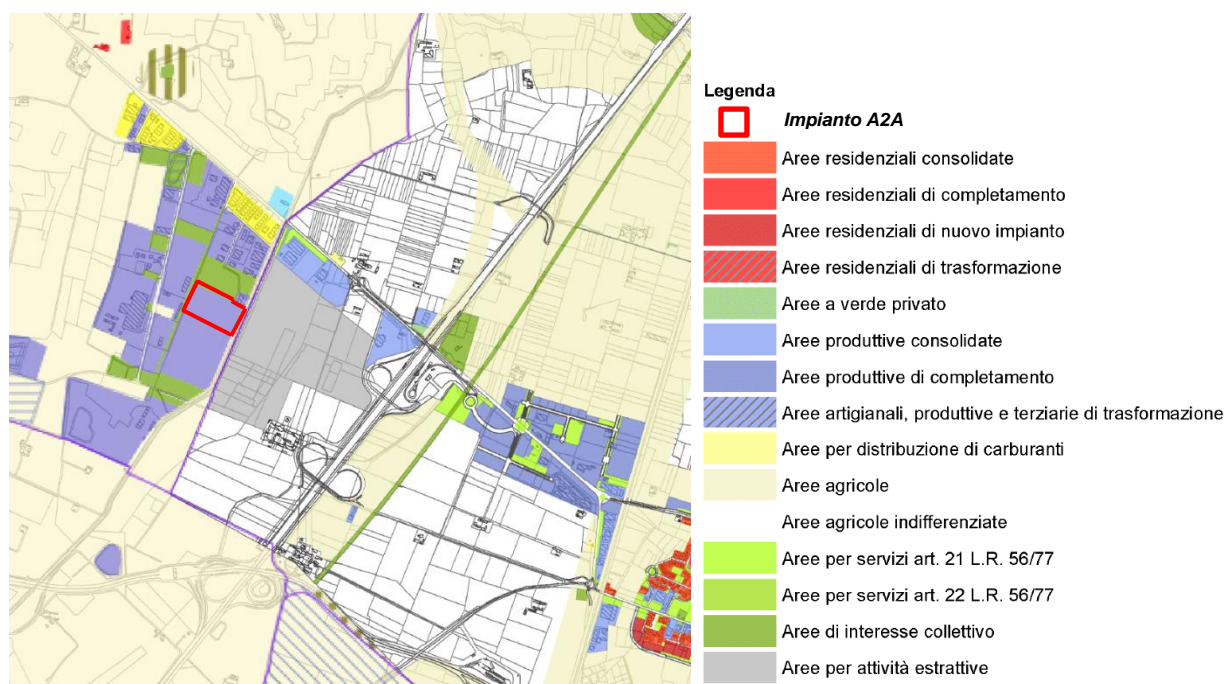 Legenda
Impianto A2A
Aree residenziali consolidate
Aree residenziali di completamento
Aree residenziali di nuovo impianto
Aree residenziali di trasformazione
Aree a verde privato
Aree produttive consolidate
Aree produttive di completamento
Aree artigianali, produttive e terziarie di trasformazione
Aree per distribuzione di carburanti
Aree agricole
Aree agricole indifferenziate
Aree per servizi art. 21 L.R. 56/77
Aree per servizi art. 22 L.R. 56/77
Aree di interesse collettivo
Aree per attività estrattive